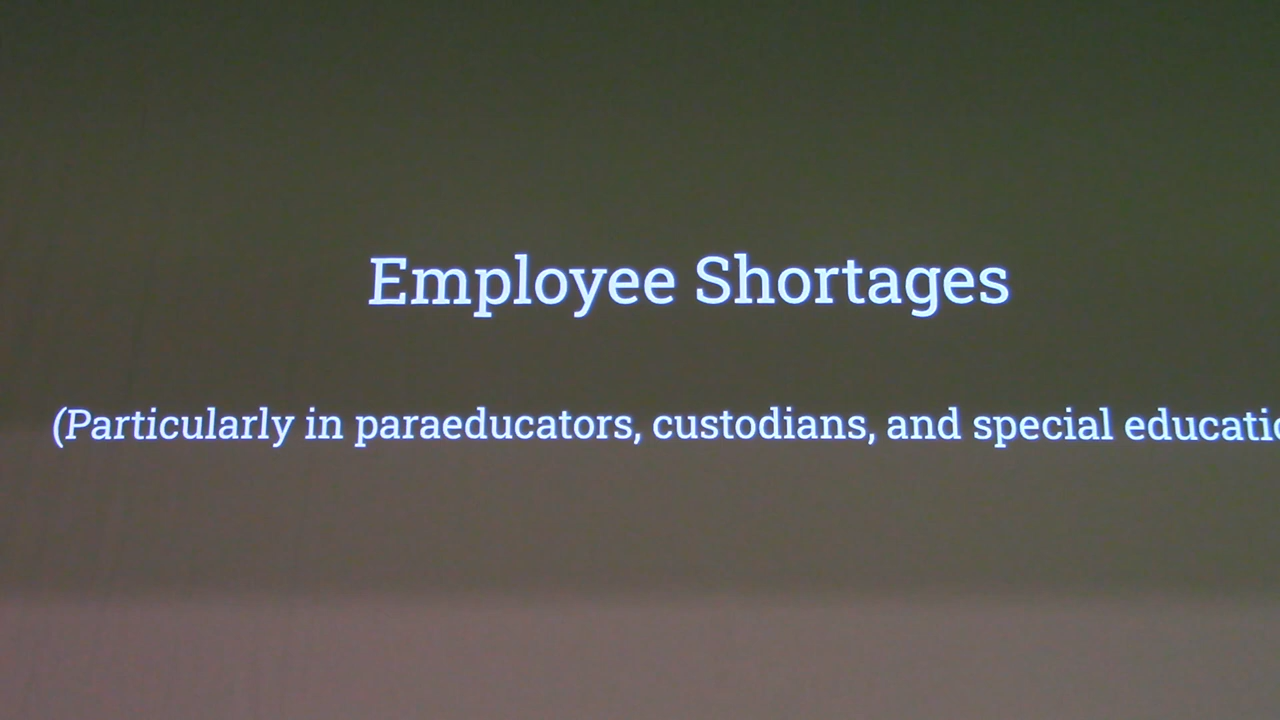 Employee Shortages
(Particularly in paraeducators, custodians, and special educatio